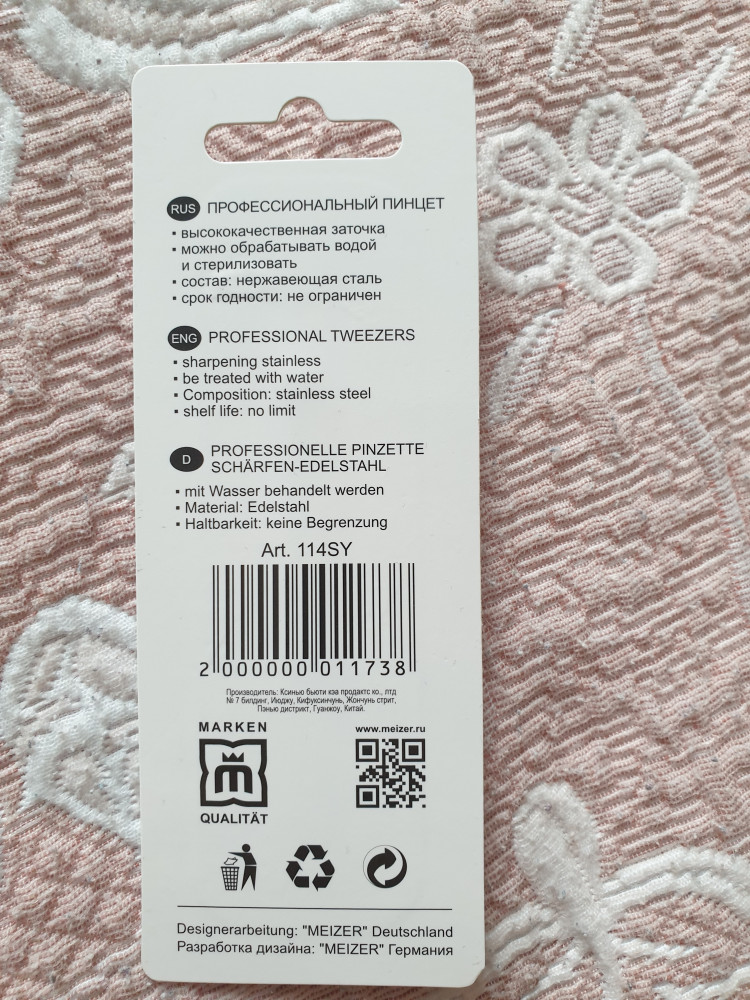 RUS ПРОФЕССИОНАЛЬНЫЙ ПИНЦЕТ
▪ высококачественная заточка
▪ можно обрабатывать водой
и стерилизовать
▪ состав: нержавеющая сталь
▪ срок годности: не ограничен
ENG PROFESSIONAL TWEEZERS
▪ sharpening stainless
▪ be treated with water
▪ Composition: stainless steel
▪ shelf life: no limit
D PROFESSIONELLE PINZETTE
SCHÄRFEN-EDELSTAHL
▪ mit Wasser behandelt werden
▪ Material: Edelstahl
▪ Haltbarkeit: keine Begrenzung
Art. 114SY
2 000000 011738
Производитель: Ксинью бьюти кэа продактс ко., лтд
№ 7 билдинг, Июджу, Кифуксинчунь, Жончунь стрит,
Пэнью дистрикт, Гуанжоу, Китай.
MARKEN
m
QUALITÄT
www.meizer.ru
Designerarbeitung: "MEIZER" Deutschland
Разработка дизайна: "MEIZER" Германия